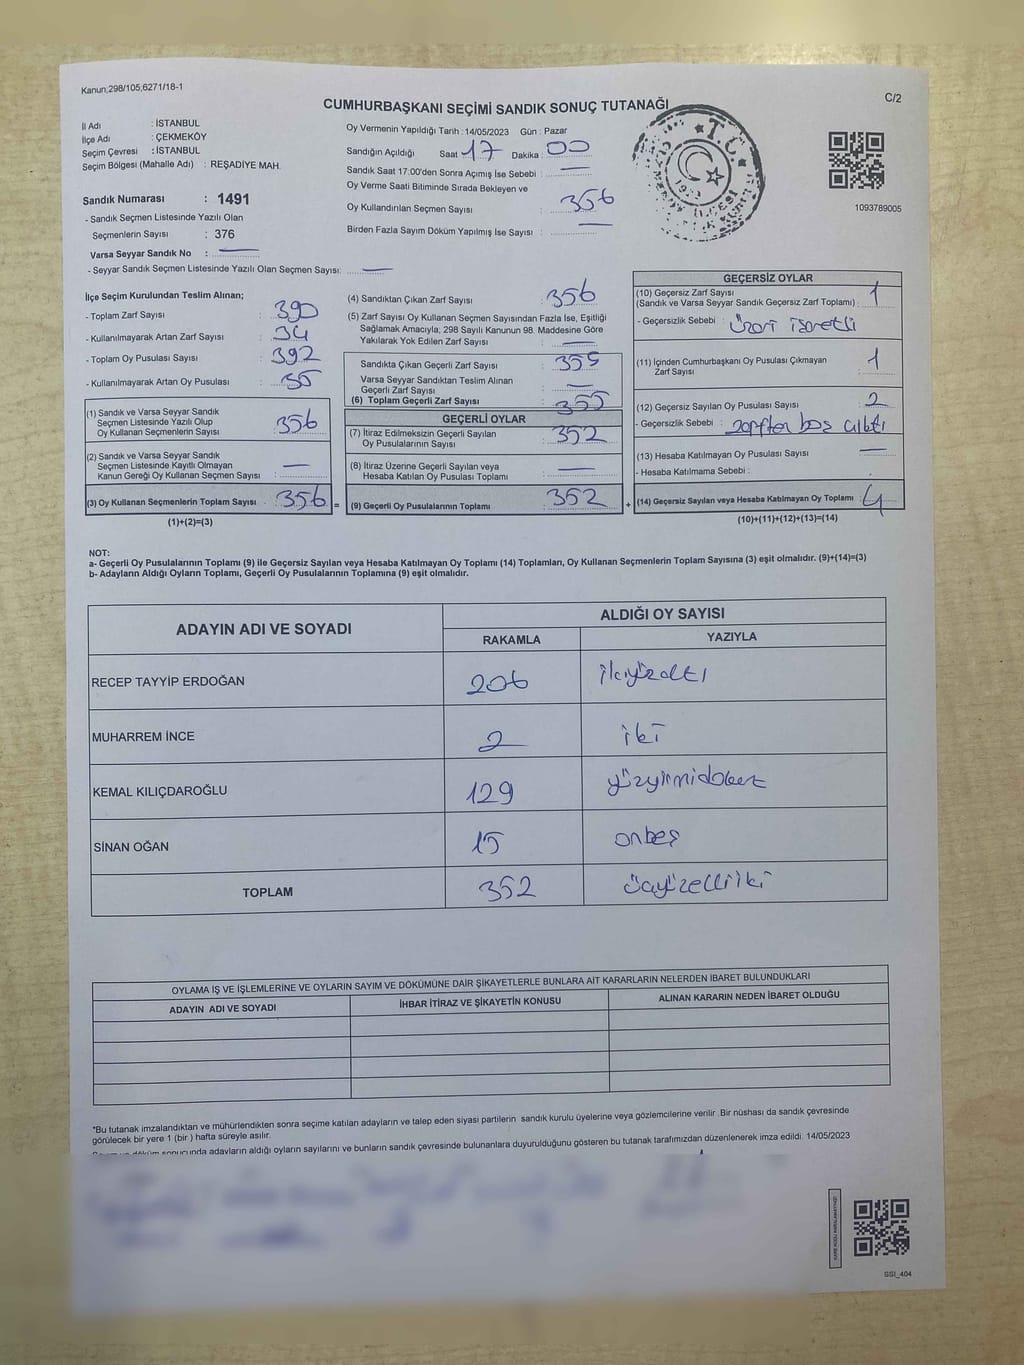 Kanun;298/105;6271/18-1
C/2
CUMHURBAŞKANI SEÇİMİ SANDIK SONUÇ TUTANAĞI
İl Adı : İSTANBUL
İlçe Adı : ÇEKMEKÖY
Seçim Çevresi : İSTANBUL
Seçim Bölgesi (Mahalle Adı) : REŞADİYE MAH.
Sandık Numarası : 1491
- Sandık Seçmen Listesinde Yazılı Olan
Seçmenlerin Sayısı : 376
Varsa Seyyar Sandık No : —
- Seyyar Sandık Seçmen Listesinde Yazılı Olan Seçmen Sayısı: —
Oy Vermenin Yapıldığı Tarih : 14/05/2023 Gün : Pazar
Sandığın Açıldığı Saat 17 Dakika : 00
Sandık Saat 17.00'den Sonra Açımış İse Sebebi : —
Oy Verme Saati Bitiminde Sırada Bekleyen ve
Oy Kullandırılan Seçmen Sayısı : 356
Birden Fazla Sayım Döküm Yapılmış İse Sayısı : —
T.C.
1093789005
İlçe Seçim Kurulundan Teslim Alınan;
- Toplam Zarf Sayısı : 390
- Kullanılmayarak Artan Zarf Sayısı : 34
- Toplam Oy Pusulası Sayısı : 392
- Kullanılmayarak Artan Oy Pusulası :
(1) Sandık ve Varsa Seyyar Sandık
Seçmen Listesinde Yazılı Olup
Oy Kullanan Seçmenlerin Sayısı : 356
(2) Sandık ve Varsa Seyyar Sandık
Seçmen Listesinde Kayıtlı Olmayan
Kanun Gereği Oy Kullanan Seçmen Sayısı : —
(3) Oy Kullanan Seçmenlerin Toplam Sayısı : 356 =
(1)+(2)=(3)
(4) Sandıktan Çıkan Zarf Sayısı : 356
(5) Zarf Sayısı Oy Kullanan Seçmen Sayısından Fazla İse, Eşitliği
Sağlamak Amacıyla; 298 Sayılı Kanunun 98. Maddesine Göre
Yakılarak Yok Edilen Zarf Sayısı : —
Sandıkta Çıkan Geçerli Zarf Sayısı : 355
Varsa Seyyar Sandıktan Teslim Alınan
Geçerli Zarf Sayısı : —
(6) Toplam Geçerli Zarf Sayısı : 355
GEÇERLİ OYLAR
(7) İtiraz Edilmeksizin Geçerli Sayılan
Oy Pusulalarının Sayısı : 352
(8) İtiraz Üzerine Geçerli Sayılan veya
Hesaba Katılan Oy Pusulası Toplamı : —
(9) Geçerli Oy Pusulalarının Toplamı : 352 +
GEÇERSİZ OYLAR
(10) Geçersiz Zarf Sayısı
(Sandık ve Varsa Seyyar Sandık Geçersiz Zarf Toplamı) : 1
- Geçersizlik Sebebi : üzeri işaretli
(11) İçinden Cumhurbaşkanı Oy Pusulası Çıkmayan
Zarf Sayısı : 1
(12) Geçersiz Sayılan Oy Pusulası Sayısı : 2
- Geçersizlik Sebebi : zarftan boş çıktı
(13) Hesaba Katılmayan Oy Pusulası Sayısı : —
- Hesaba Katılmama Sebebi :
(14) Geçersiz Sayılan veya Hesaba Katılmayan Oy Toplamı : 4
(10)+(11)+(12)+(13)=(14)
NOT:
a- Geçerli Oy Pusulalarının Toplamı (9) ile Geçersiz Sayılan veya Hesaba Katılmayan Oy Toplamı (14) Toplamları, Oy Kullanan Seçmenlerin Toplam Sayısına (3) eşit olmalıdır. (9)+(14)=(3)
b- Adayların Aldığı Oyların Toplamı, Geçerli Oy Pusulalarının Toplamına (9) eşit olmalıdır.
ADAYIN ADI VE SOYADI
ALDIĞI OY SAYISI
RAKAMLA YAZIYLA
RECEP TAYYİP ERDOĞAN 206 ikiyüzaltı
MUHARREM İNCE 2 iki
KEMAL KILIÇDAROĞLU 129 yüzyirmidokuz
SİNAN OĞAN 15 onbeş
TOPLAM 352 üçyüzelliiki
OYLAMA İŞ VE İŞLEMLERİNE VE OYLARIN SAYIM VE DÖKÜMÜNE DAİR ŞİKAYETLERLE BUNLARA AİT KARARLARIN NELERDEN İBARET BULUNDUKLARI
ADAYIN ADI VE SOYADI İHBAR İTİRAZ VE ŞİKAYETİN KONUSU ALINAN KARARIN NEDEN İBARET OLDUĞU
*Bu tutanak imzalandıktan ve mühürlendikten sonra seçime katılan adayların ve talep eden siyasi partilerin sandık kurulu üyelerine veya gözlemcilerine verilir .Bir nüshası da sandık çevresinde
görülecek bir yere 1 (bir ) hafta süreyle asılır.
döküm sonucunda adayların aldığı oyların sayılarını ve bunların sandık çevresinde bulunanlara duyurulduğunu gösteren bu tutanak tarafımızdan düzenlenerek imza edildi. 14/05/2023
SSI_404